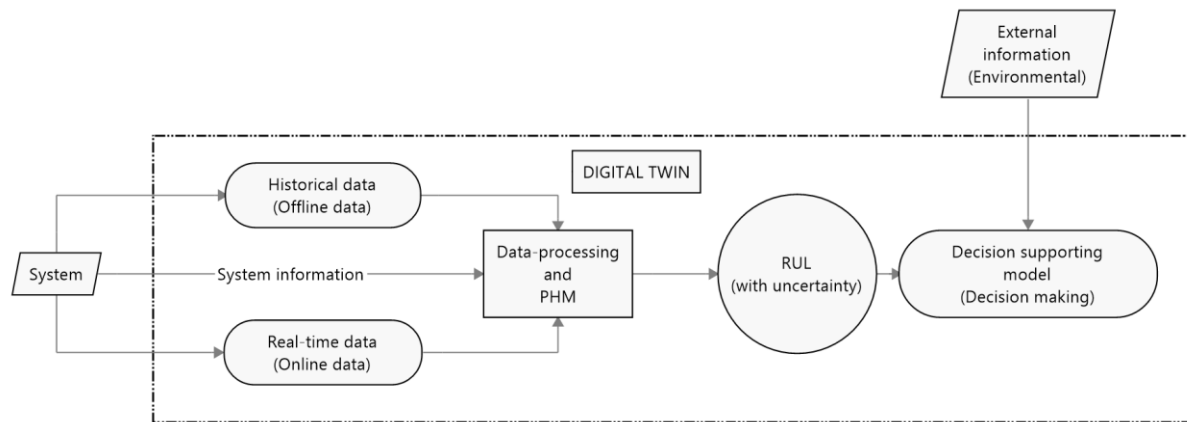 External
information
(Environmental)
DIGITAL TWIN
Historical data
(Offline data)
System
System information
Data-processing
and
PHM
RUL
(with uncertainty)
Decision supporting
model
(Decision making)
Real-time data
(Online data)